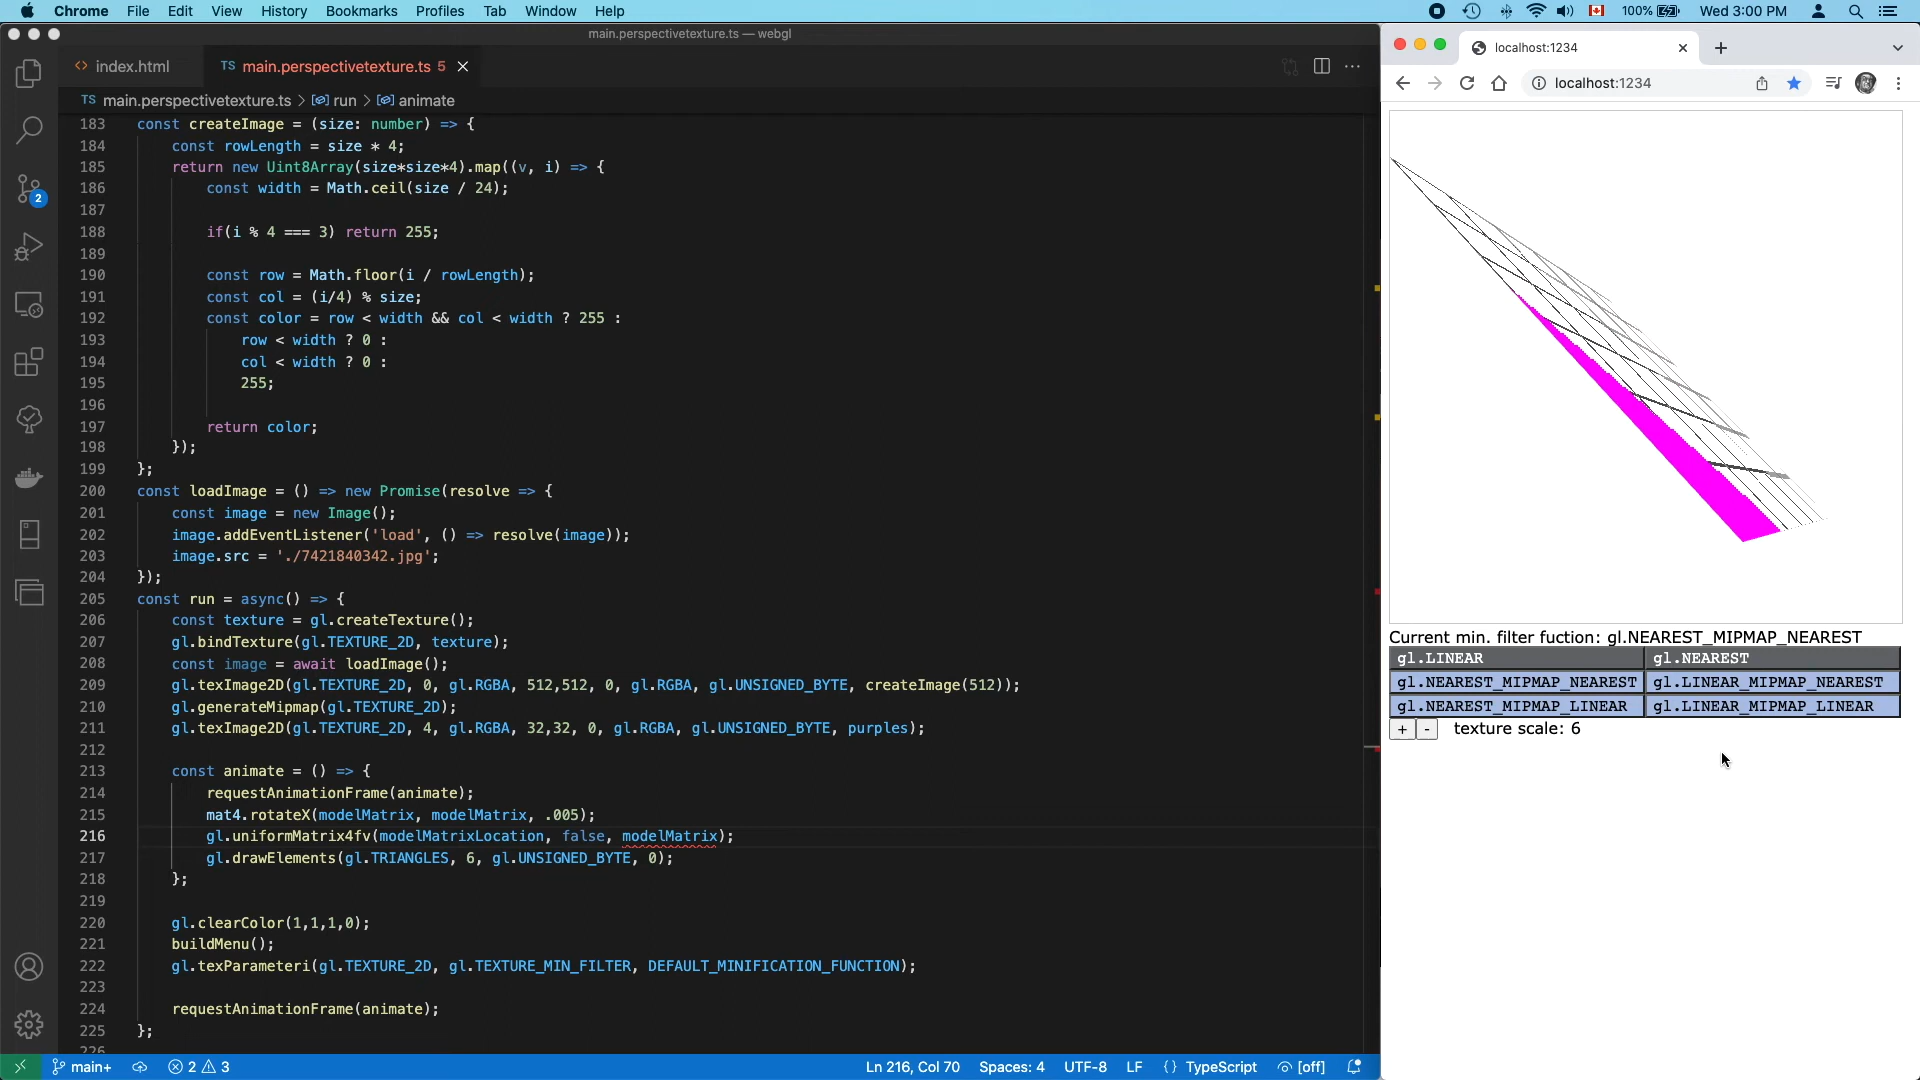 Chrome File Edit View History Bookmarks Profiles Tab Window Help 100% Wed 3:00 PM
main.perspectivetexture.ts — webgl
index.html TS main.perspectivetexture.ts 5
TS main.perspectivetexture.ts > run > animate
183 const createImage = (size: number) => {
184 const rowLength = size * 4;
185 return new Uint8Array(size*size*4).map((v, i) => {
186 const width = Math.ceil(size / 24);
187
188 if(i % 4 === 3) return 255;
189
190 const row = Math.floor(i / rowLength);
191 const col = (i/4) % size;
192 const color = row < width && col < width ? 255 :
193 row < width ? 0 :
194 col < width ? 0 :
195 255;
196
197 return color;
198 });
199 };
200 const loadImage = () => new Promise(resolve => {
201 const image = new Image();
202 image.addEventListener('load', () => resolve(image));
203 image.src = './7421840342.jpg';
204 });
205 const run = async() => {
206 const texture = gl.createTexture();
207 gl.bindTexture(gl.TEXTURE_2D, texture);
208 const image = await loadImage();
209 gl.texImage2D(gl.TEXTURE_2D, 0, gl.RGBA, 512,512, 0, gl.RGBA, gl.UNSIGNED_BYTE, createImage(512));
210 gl.generateMipmap(gl.TEXTURE_2D);
211 gl.texImage2D(gl.TEXTURE_2D, 4, gl.RGBA, 32,32, 0, gl.RGBA, gl.UNSIGNED_BYTE, purples);
212
213 const animate = () => {
214 requestAnimationFrame(animate);
215 mat4.rotateX(modelMatrix, modelMatrix, .005);
216 gl.uniformMatrix4fv(modelMatrixLocation, false, modelMatrix);
217 gl.drawElements(gl.TRIANGLES, 6, gl.UNSIGNED_BYTE, 0);
218 };
219
220 gl.clearColor(1,1,1,0);
221 buildMenu();
222 gl.texParameteri(gl.TEXTURE_2D, gl.TEXTURE_MIN_FILTER, DEFAULT_MINIFICATION_FUNCTION);
223
224 requestAnimationFrame(animate);
225 };
226
2
main+ 2 3 Ln 216, Col 70 Spaces: 4 UTF-8 LF {} TypeScript [off]
localhost:1234
localhost:1234
Current min. filter fuction: gl.NEAREST_MIPMAP_NEAREST
gl.LINEAR gl.NEAREST
gl.NEAREST_MIPMAP_NEAREST gl.LINEAR_MIPMAP_NEAREST
gl.NEAREST_MIPMAP_LINEAR gl.LINEAR_MIPMAP_LINEAR
+ - texture scale: 6